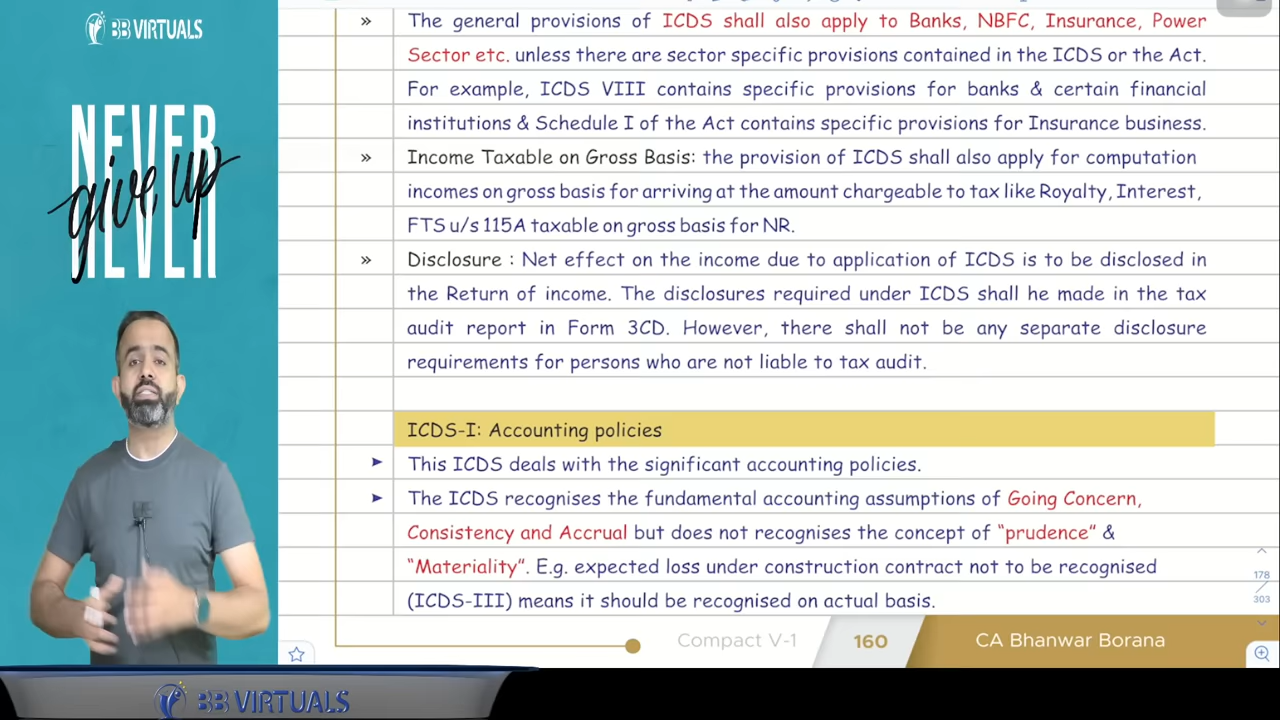 BB VIRTUALS
NEVER
give up
NEVER
» The general provisions of ICDS shall also apply to Banks, NBFC, Insurance, Power
Sector etc. unless there are sector specific provisions contained in the ICDS or the Act.
For example, ICDS VIII contains specific provisions for banks & certain financial
institutions & Schedule I of the Act contains specific provisions for Insurance business.
» Income Taxable on Gross Basis: the provision of ICDS shall also apply for computation
incomes on gross basis for arriving at the amount chargeable to tax like Royalty, Interest,
FTS u/s 115A taxable on gross basis for NR.
» Disclosure : Net effect on the income due to application of ICDS is to be disclosed in
the Return of income. The disclosures required under ICDS shall he made in the tax
audit report in Form 3CD. However, there shall not be any separate disclosure
requirements for persons who are not liable to tax audit.
ICDS-I: Accounting policies
➤ This ICDS deals with the significant accounting policies.
➤ The ICDS recognises the fundamental accounting assumptions of Going Concern,
Consistency and Accrual but does not recognises the concept of “prudence” &
“Materiality”. E.g. expected loss under construction contract not to be recognised
(ICDS-III) means it should be recognised on actual basis.
178
303
Compact V-1 160 CA Bhanwar Borana
BB VIRTUALS